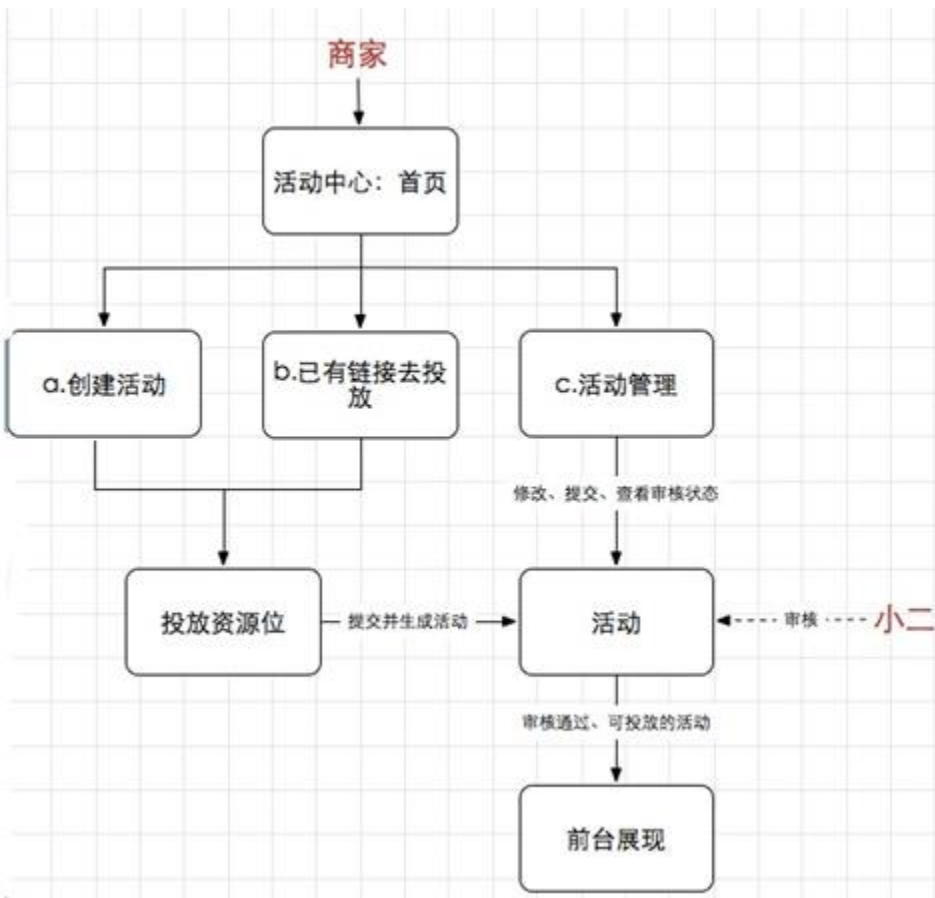 商家
活动中心：首页
a.创建活动
b.已有链接去投
放
c.活动管理
修改、提交、查看审核状态
投放资源位
提交并生成活动
活动
审核
小二
审核通过、可投放的活动
前台展现